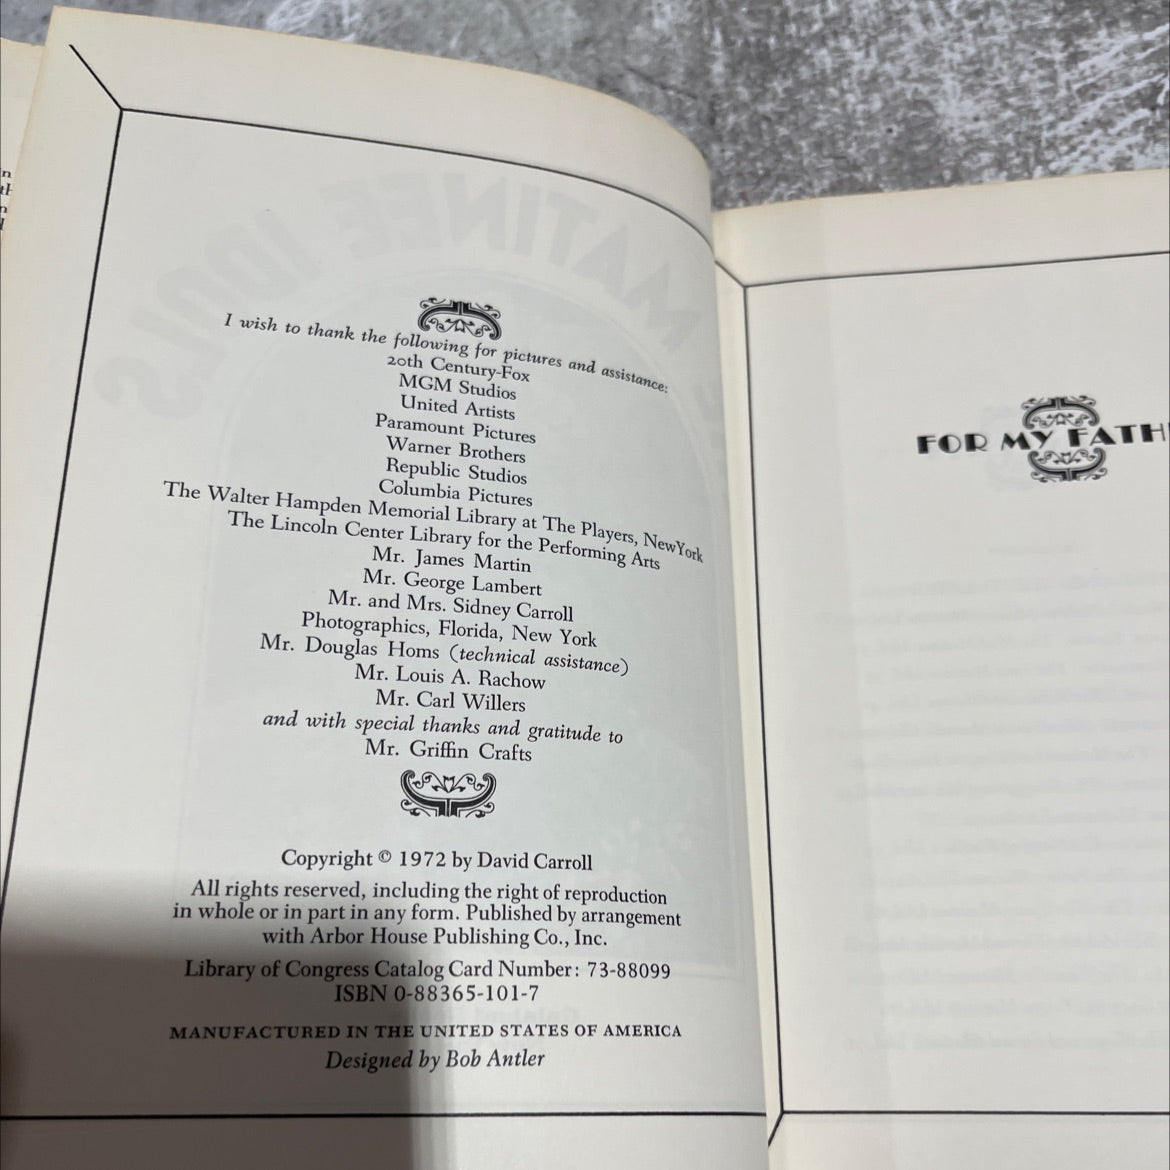 I wish to thank the following for pictures and assistance:
20th Century-Fox
MGM Studios
United Artists
Paramount Pictures
Warner Brothers
Republic Studios
Columbia Pictures
The Walter Hampden Memorial Library at The Players, NewYork
The Lincoln Center Library for the Performing Arts
Mr. James Martin
Mr. George Lambert
Mr. and Mrs. Sidney Carroll
Photographics, Florida, New York
Mr. Douglas Homs (technical assistance)
Mr. Louis A. Rachow
Mr. Carl Willers
and with special thanks and gratitude to
Mr. Griffin Crafts
Copyright © 1972 by David Carroll
All rights reserved, including the right of reproduction
in whole or in part in any form. Published by arrangement
with Arbor House Publishing Co., Inc.
Library of Congress Catalog Card Number: 73-88099
ISBN 0-88365-101-7
MANUFACTURED IN THE UNITED STATES OF AMERICA
Designed by Bob Antler
FOR MY FATH
MATINEE IDOLS